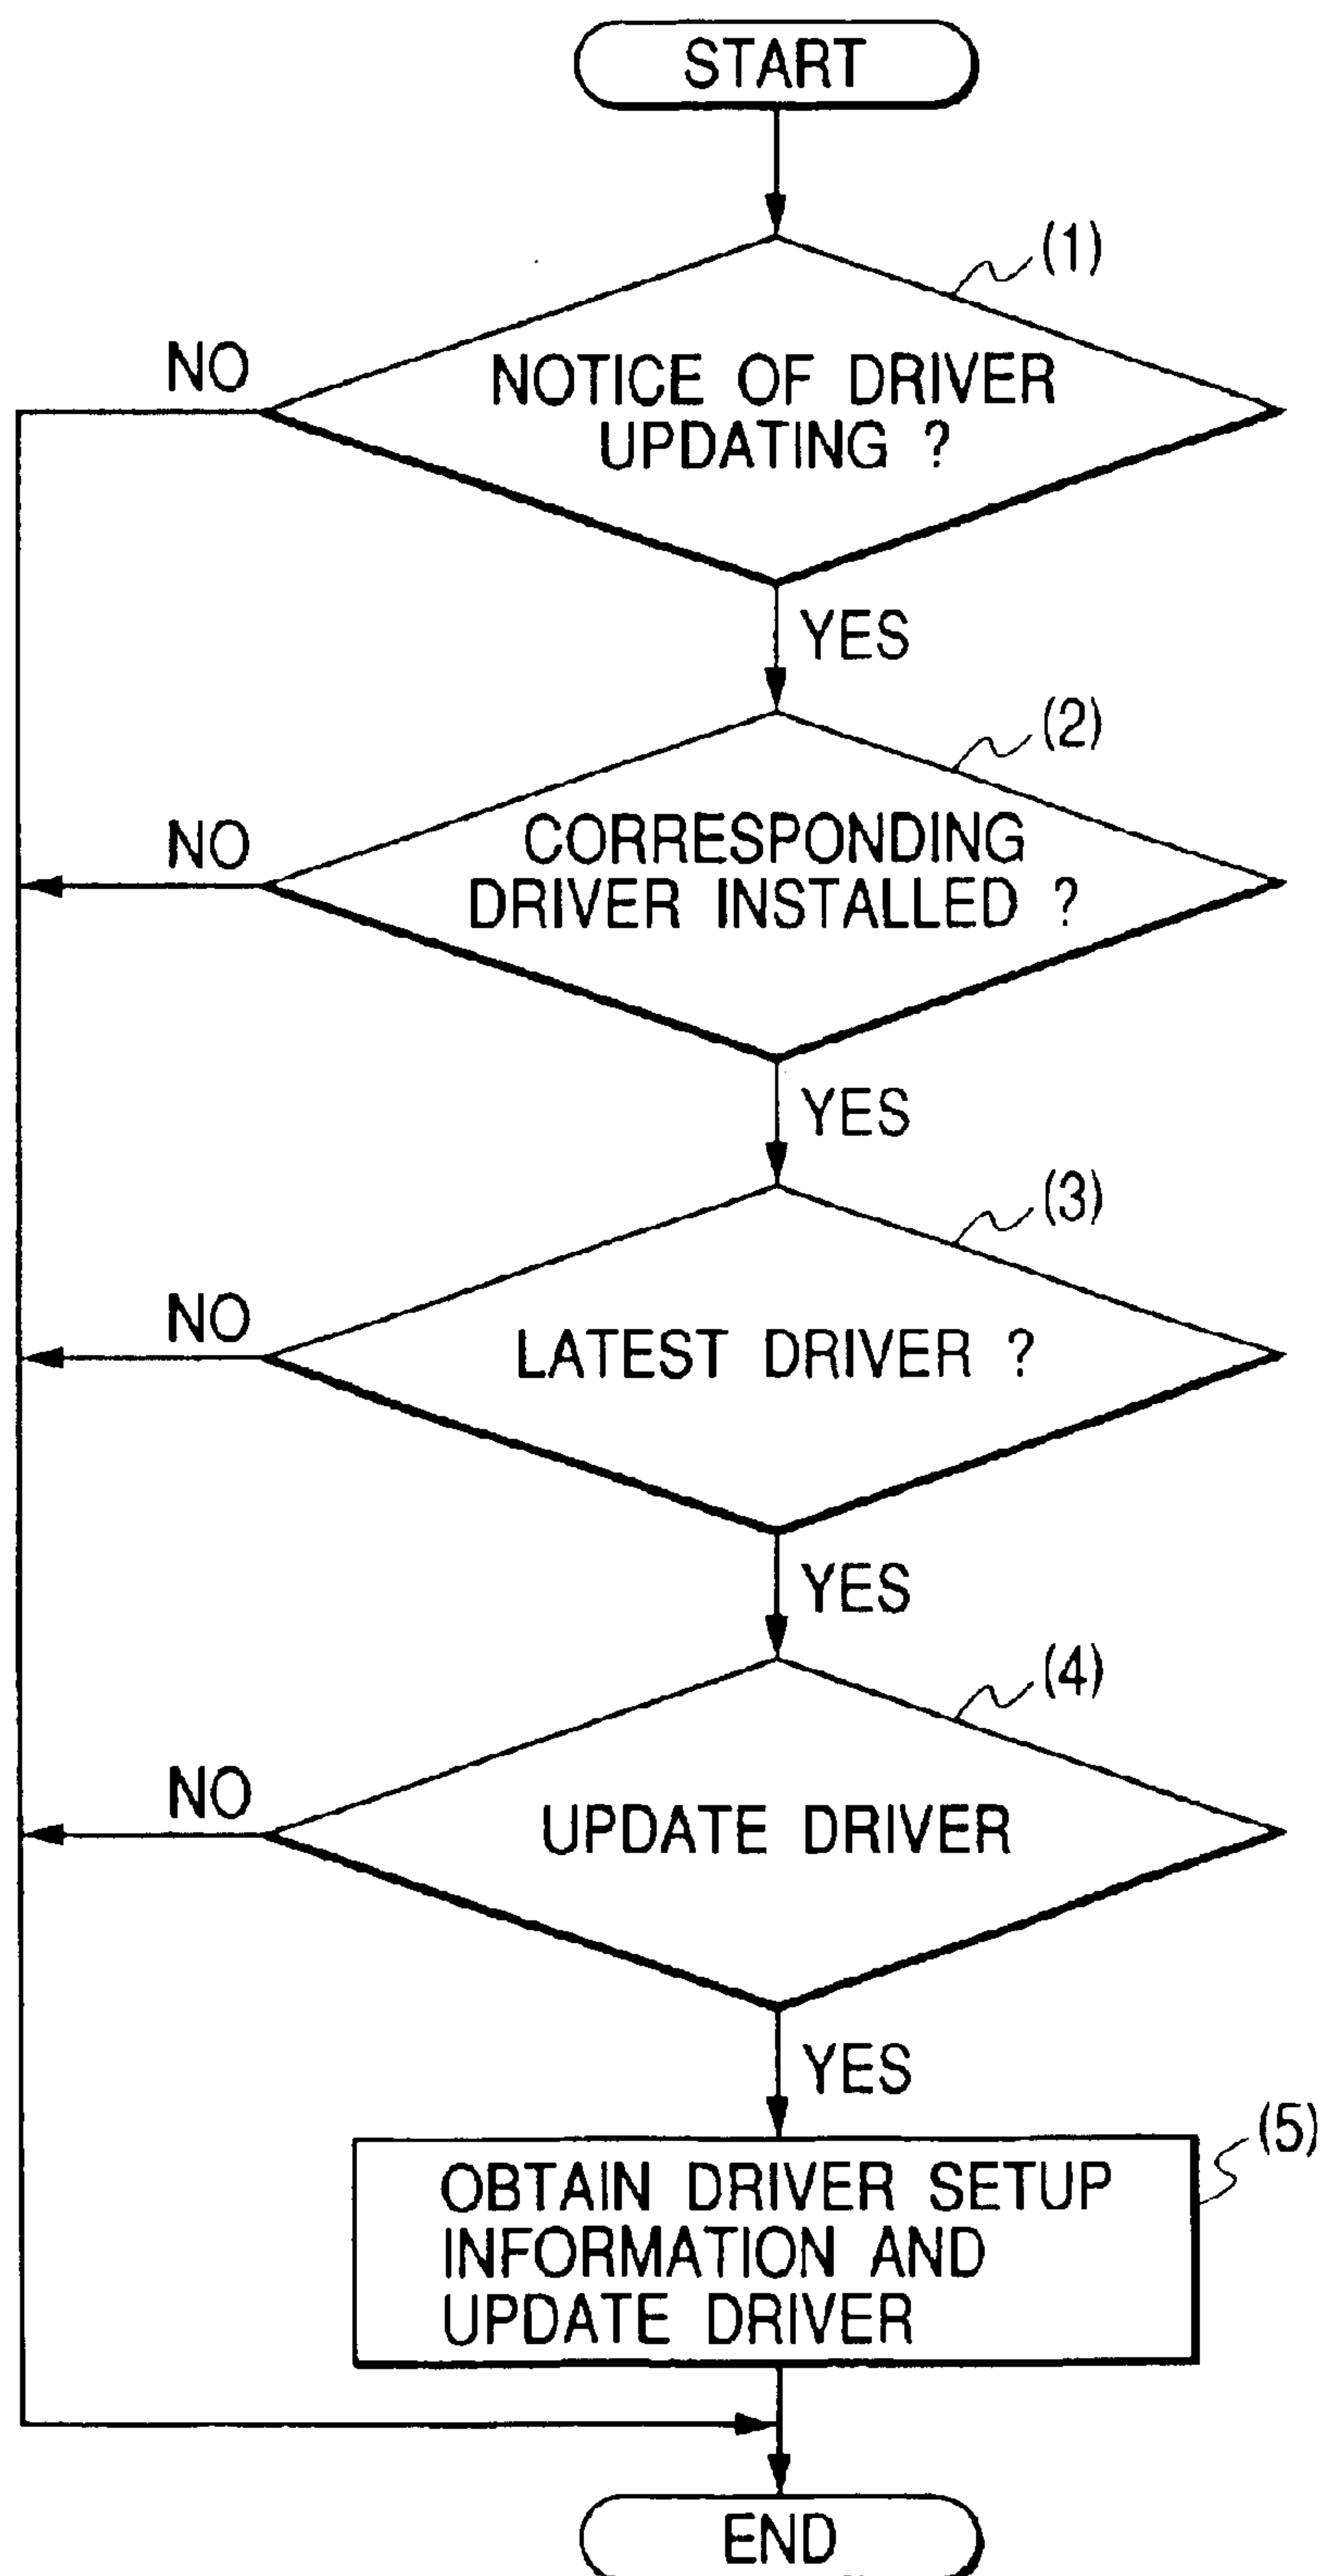 START
(1)
NO
NOTICE OF DRIVER
UPDATING ?
YES
(2)
NO
CORRESPONDING
DRIVER INSTALLED ?
YES
(3)
NO
LATEST DRIVER ?
YES
(4)
NO
UPDATE DRIVER
YES
(5)
OBTAIN DRIVER SETUP
INFORMATION AND
UPDATE DRIVER
END